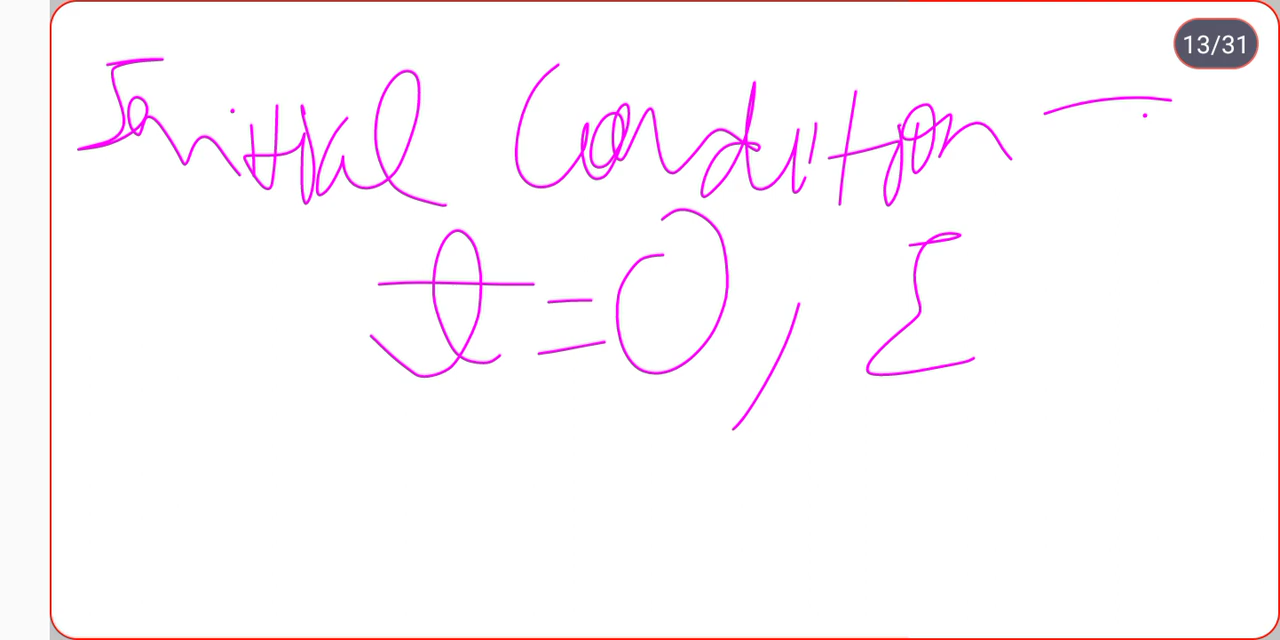 13/31
Initial Condition –
t = 0, Σ